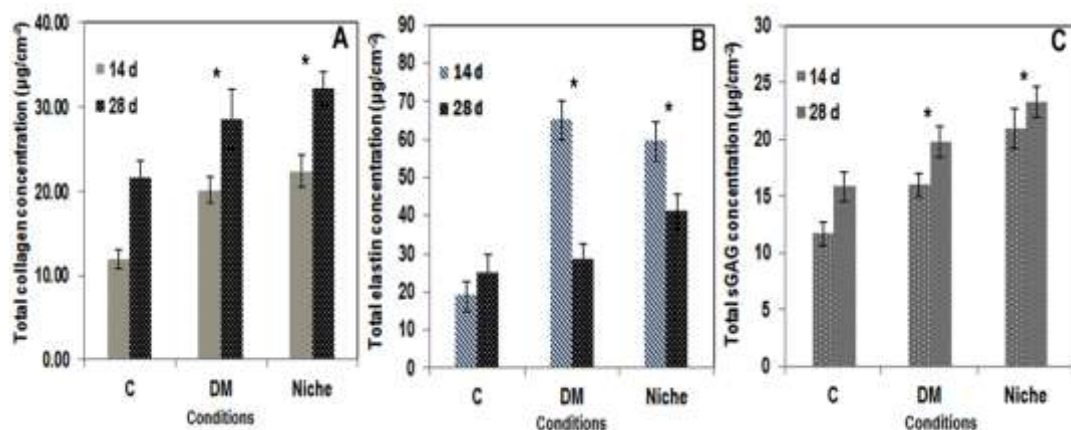 A
Total collagen concentration (µg/cm⁻²)
40.00
30.00
20.00
10.00
0.00
14 d
28 d
*
*
C
DM
Niche
Conditions
B
Total elastin concentration (µg/cm⁻²)
90
80
70
60
50
40
30
20
10
0
14 d
28 d
*
*
C
DM
Niche
Conditions
C
Total sGAG concentration (µg/cm⁻²)
30
25
20
15
10
5
0
14 d
28 d
*
*
C
DM
Niche
Conditions